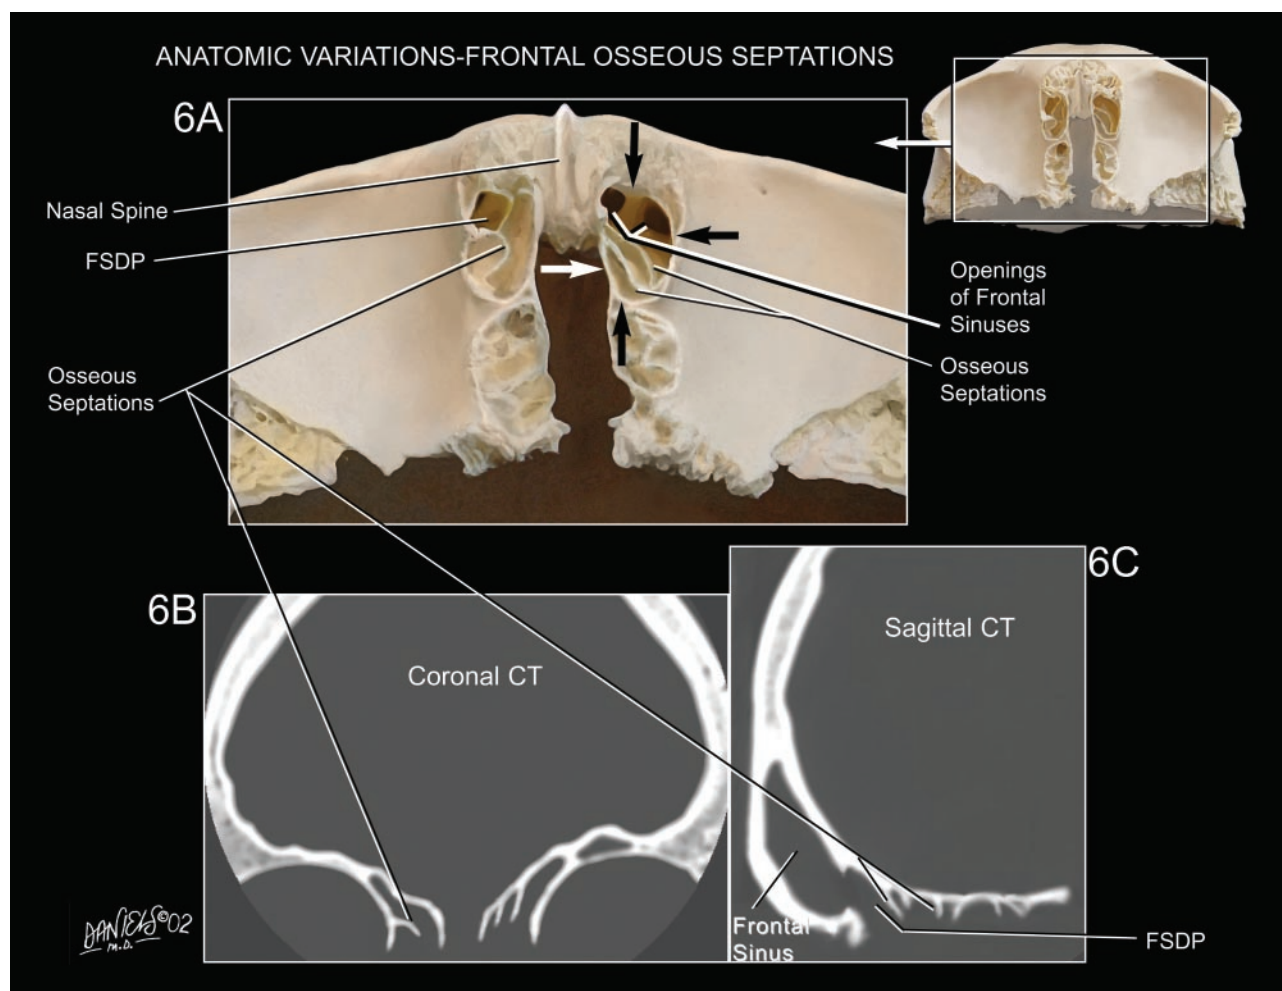 ANATOMIC VARIATIONS-FRONTAL OSSEOUS SEPTATIONS
6A
Nasal Spine
FSDP
Osseous
Septations
Openings
of Frontal
Sinuses
Osseous
Septations
6B
Coronal CT
6C
Sagittal CT
Frontal
Sinus
FSDP
DANIELS©02
M.D.